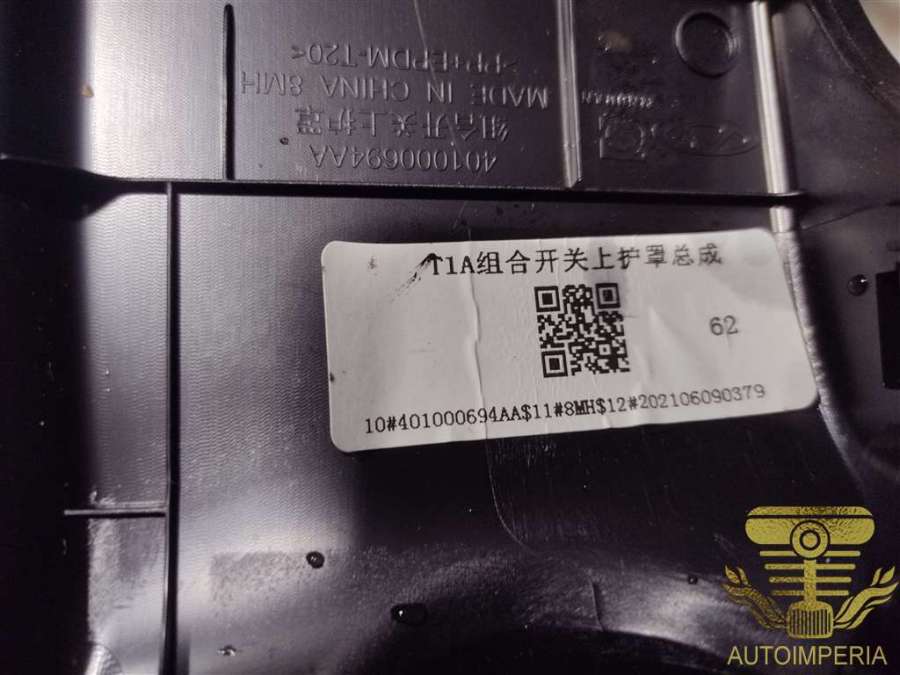 401000694AA
组合开关上护罩
MADE IN CHINA 8MH
>PP+EPDM-T20<
T1A组合开关上护罩总成
62
10#401000694AA$11#8MH$12#202106090379
AUTOIMPERIA